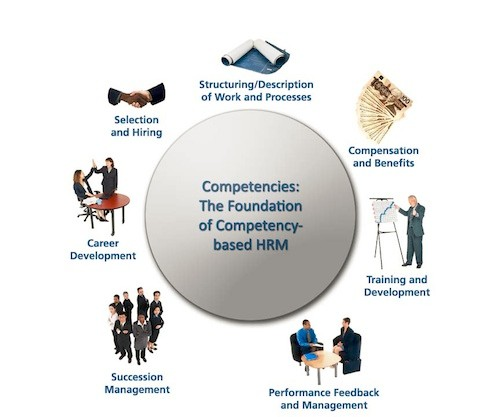 Structuring/Description
of Work and Processes
Compensation
and Benefits
Training and
Development
Performance Feedback
and Management
Succession
Management
Career
Development
Selection
and Hiring
Competencies:
The Foundation
of Competency-
based HRM